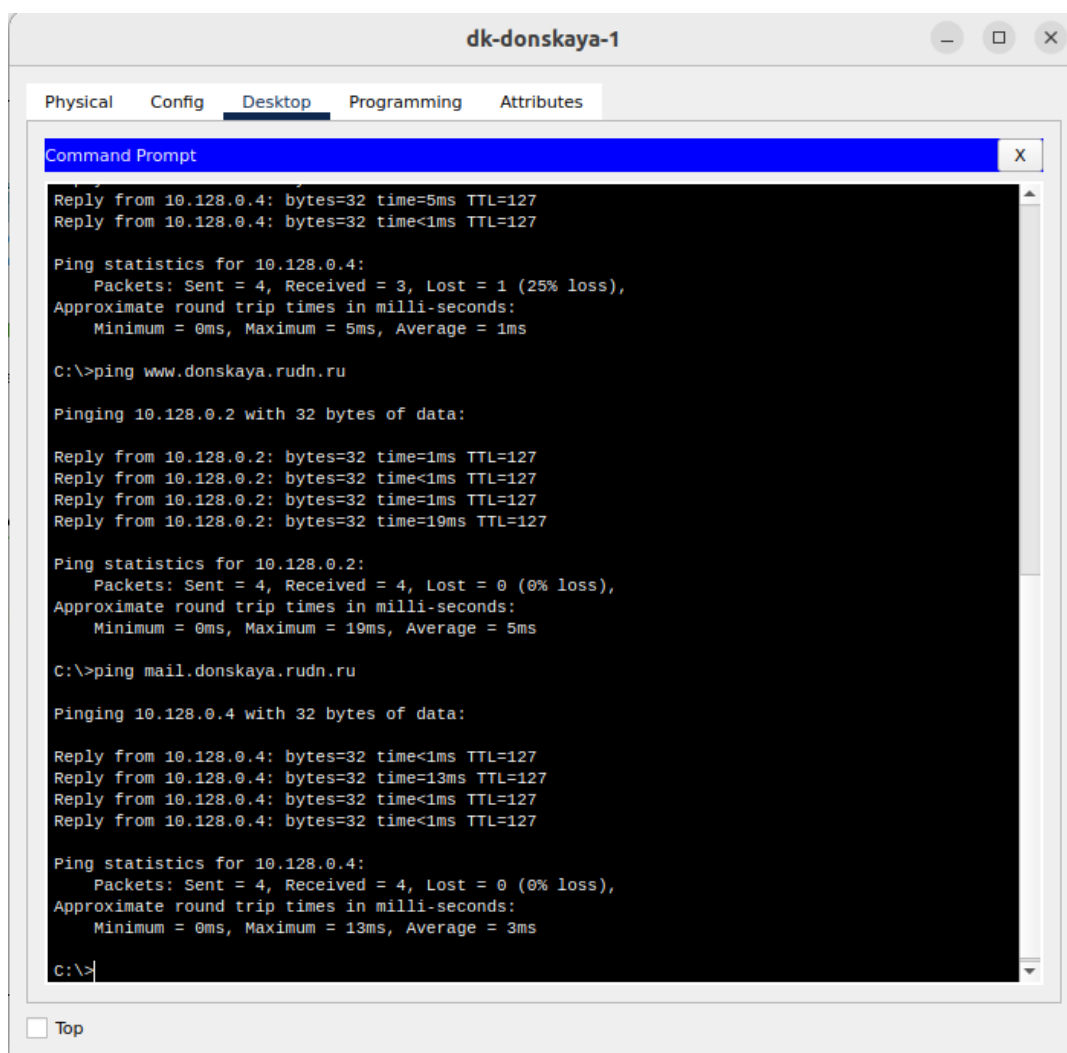 dk-donskaya-1
Physical Config Desktop Programming Attributes
Command Prompt
X
Reply from 10.128.0.4: bytes=32 time=5ms TTL=127
Reply from 10.128.0.4: bytes=32 time<1ms TTL=127
Ping statistics for 10.128.0.4:
Packets: Sent = 4, Received = 3, Lost = 1 (25% loss),
Approximate round trip times in milli-seconds:
Minimum = 0ms, Maximum = 5ms, Average = 1ms
C:\>ping www.donskaya.rudn.ru
Pinging 10.128.0.2 with 32 bytes of data:
Reply from 10.128.0.2: bytes=32 time=1ms TTL=127
Reply from 10.128.0.2: bytes=32 time<1ms TTL=127
Reply from 10.128.0.2: bytes=32 time=1ms TTL=127
Reply from 10.128.0.2: bytes=32 time=19ms TTL=127
Ping statistics for 10.128.0.2:
Packets: Sent = 4, Received = 4, Lost = 0 (0% loss),
Approximate round trip times in milli-seconds:
Minimum = 0ms, Maximum = 19ms, Average = 5ms
C:\>ping mail.donskaya.rudn.ru
Pinging 10.128.0.4 with 32 bytes of data:
Reply from 10.128.0.4: bytes=32 time<1ms TTL=127
Reply from 10.128.0.4: bytes=32 time=13ms TTL=127
Reply from 10.128.0.4: bytes=32 time<1ms TTL=127
Reply from 10.128.0.4: bytes=32 time<1ms TTL=127
Ping statistics for 10.128.0.4:
Packets: Sent = 4, Received = 4, Lost = 0 (0% loss),
Approximate round trip times in milli-seconds:
Minimum = 0ms, Maximum = 13ms, Average = 3ms
C:\>
Top